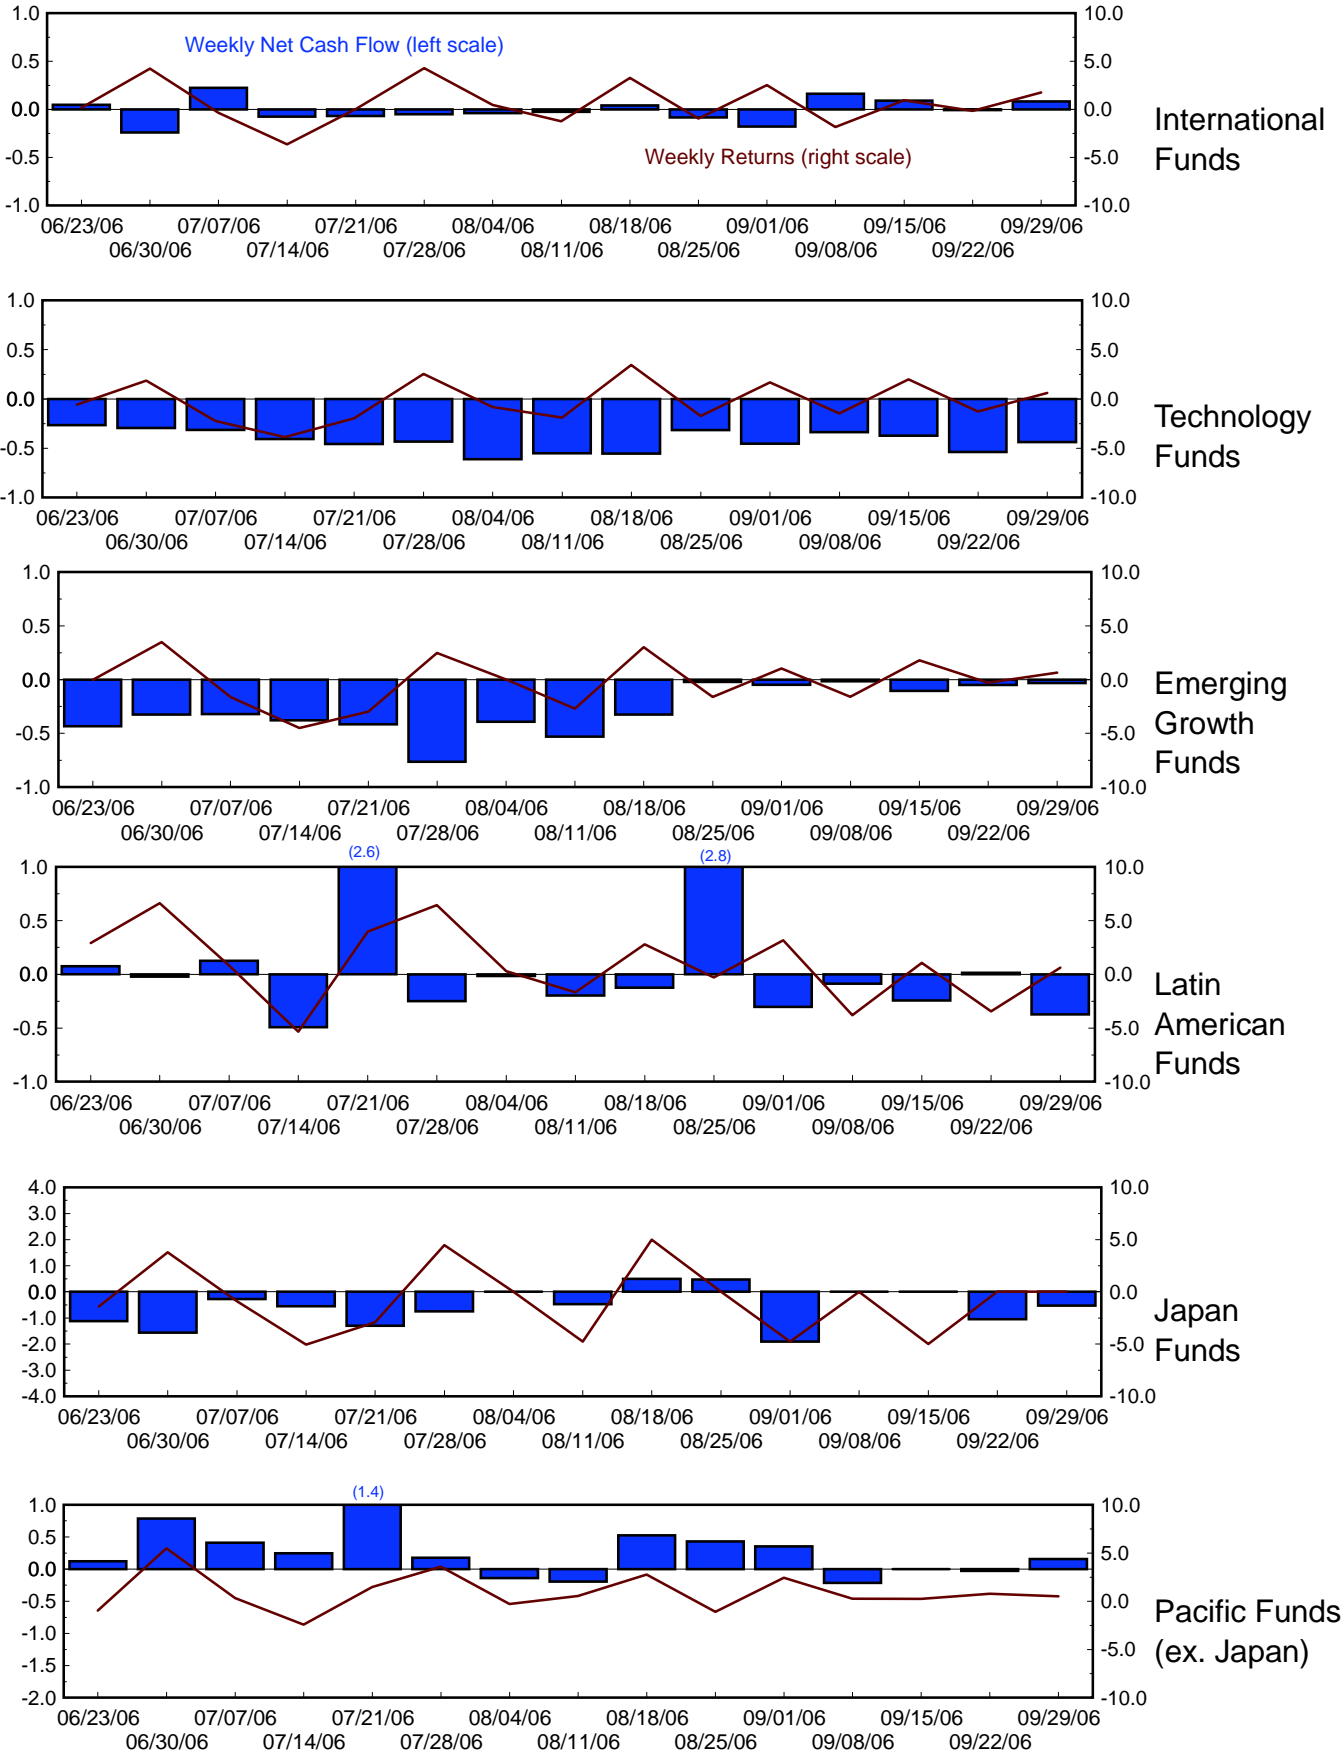 1.0
10.0
Weekly Net Cash Flow (left scale)
0.5
5.0
0.0
0.0
International
Funds
-0.5
-5.0
Weekly Returns (right scale)
-1.0
-10.0
06/23/06 07/07/06 07/21/06 08/04/06 08/18/06 09/01/06 09/15/06 09/29/06
06/30/06 07/14/06 07/28/06 08/11/06 08/25/06 09/08/06 09/22/06
1.0
10.0
0.5
5.0
0.0
0.0
Technology
Funds
-0.5
-5.0
-1.0
-10.0
06/23/06 07/07/06 07/21/06 08/04/06 08/18/06 09/01/06 09/15/06 09/29/06
06/30/06 07/14/06 07/28/06 08/11/06 08/25/06 09/08/06 09/22/06
1.0
10.0
0.5
5.0
0.0
0.0
Emerging
Growth
Funds
-0.5
-5.0
-1.0
-10.0
06/23/06 07/07/06 07/21/06 08/04/06 08/18/06 09/01/06 09/15/06 09/29/06
06/30/06 07/14/06 07/28/06 08/11/06 08/25/06 09/08/06 09/22/06
(2.6)
(2.8)
1.0
10.0
0.5
5.0
0.0
0.0
Latin
American
Funds
-0.5
-5.0
-1.0
-10.0
06/23/06 07/07/06 07/21/06 08/04/06 08/18/06 09/01/06 09/15/06 09/29/06
06/30/06 07/14/06 07/28/06 08/11/06 08/25/06 09/08/06 09/22/06
4.0
10.0
3.0
2.0
5.0
1.0
0.0
0.0
Japan
Funds
-1.0
-2.0
-5.0
-3.0
-4.0
-10.0
06/23/06 07/07/06 07/21/06 08/04/06 08/18/06 09/01/06 09/15/06 09/29/06
06/30/06 07/14/06 07/28/06 08/11/06 08/25/06 09/08/06 09/22/06
(1.4)
1.0
10.0
0.5
5.0
0.0
-0.5
0.0
Pacific Funds
(ex. Japan)
-1.0
-5.0
-1.5
-2.0
-10.0
06/23/06 07/07/06 07/21/06 08/04/06 08/18/06 09/01/06 09/15/06 09/29/06
06/30/06 07/14/06 07/28/06 08/11/06 08/25/06 09/08/06 09/22/06